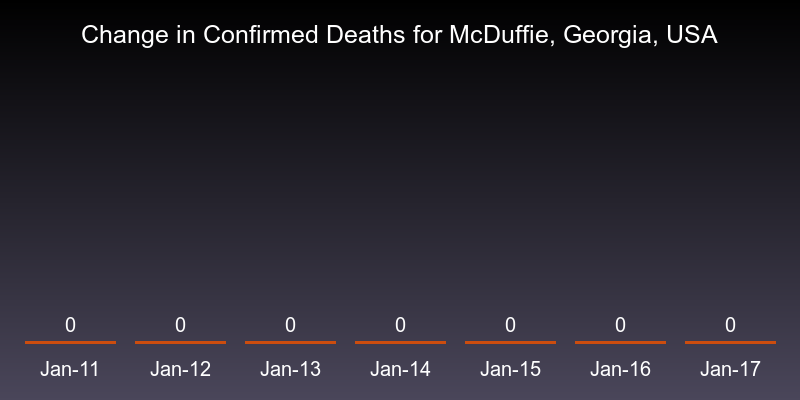 Change in Confirmed Deaths for McDuffie, Georgia, USA
0 0 0 0 0 0 0
Jan-11 Jan-12 Jan-13 Jan-14 Jan-15 Jan-16 Jan-17